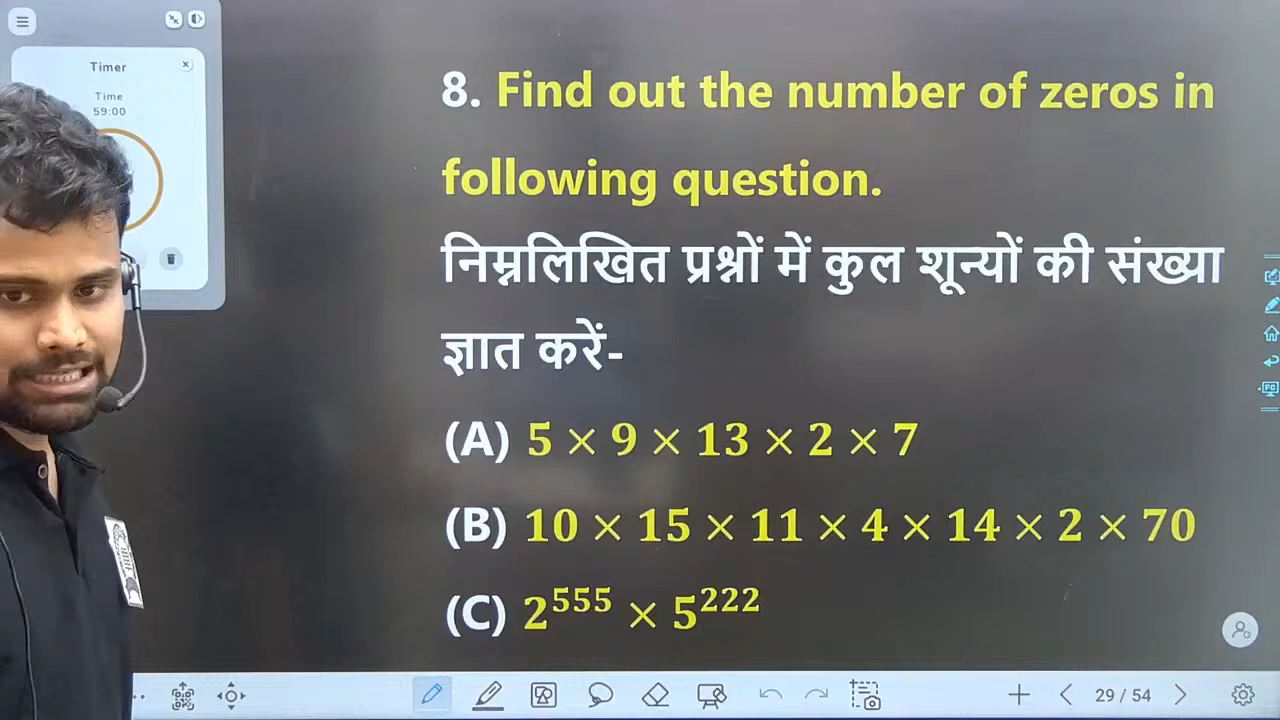 Timer
Time
59:00
8. Find out the number of zeros in
following question.
निम्नलिखित प्रश्नों में कुल शून्यों की संख्या
ज्ञात करें-
(A) 5 × 9 × 13 × 2 × 7
(B) 10 × 15 × 11 × 4 × 14 × 2 × 70
(C) 2^555 × 5^222
29 / 54